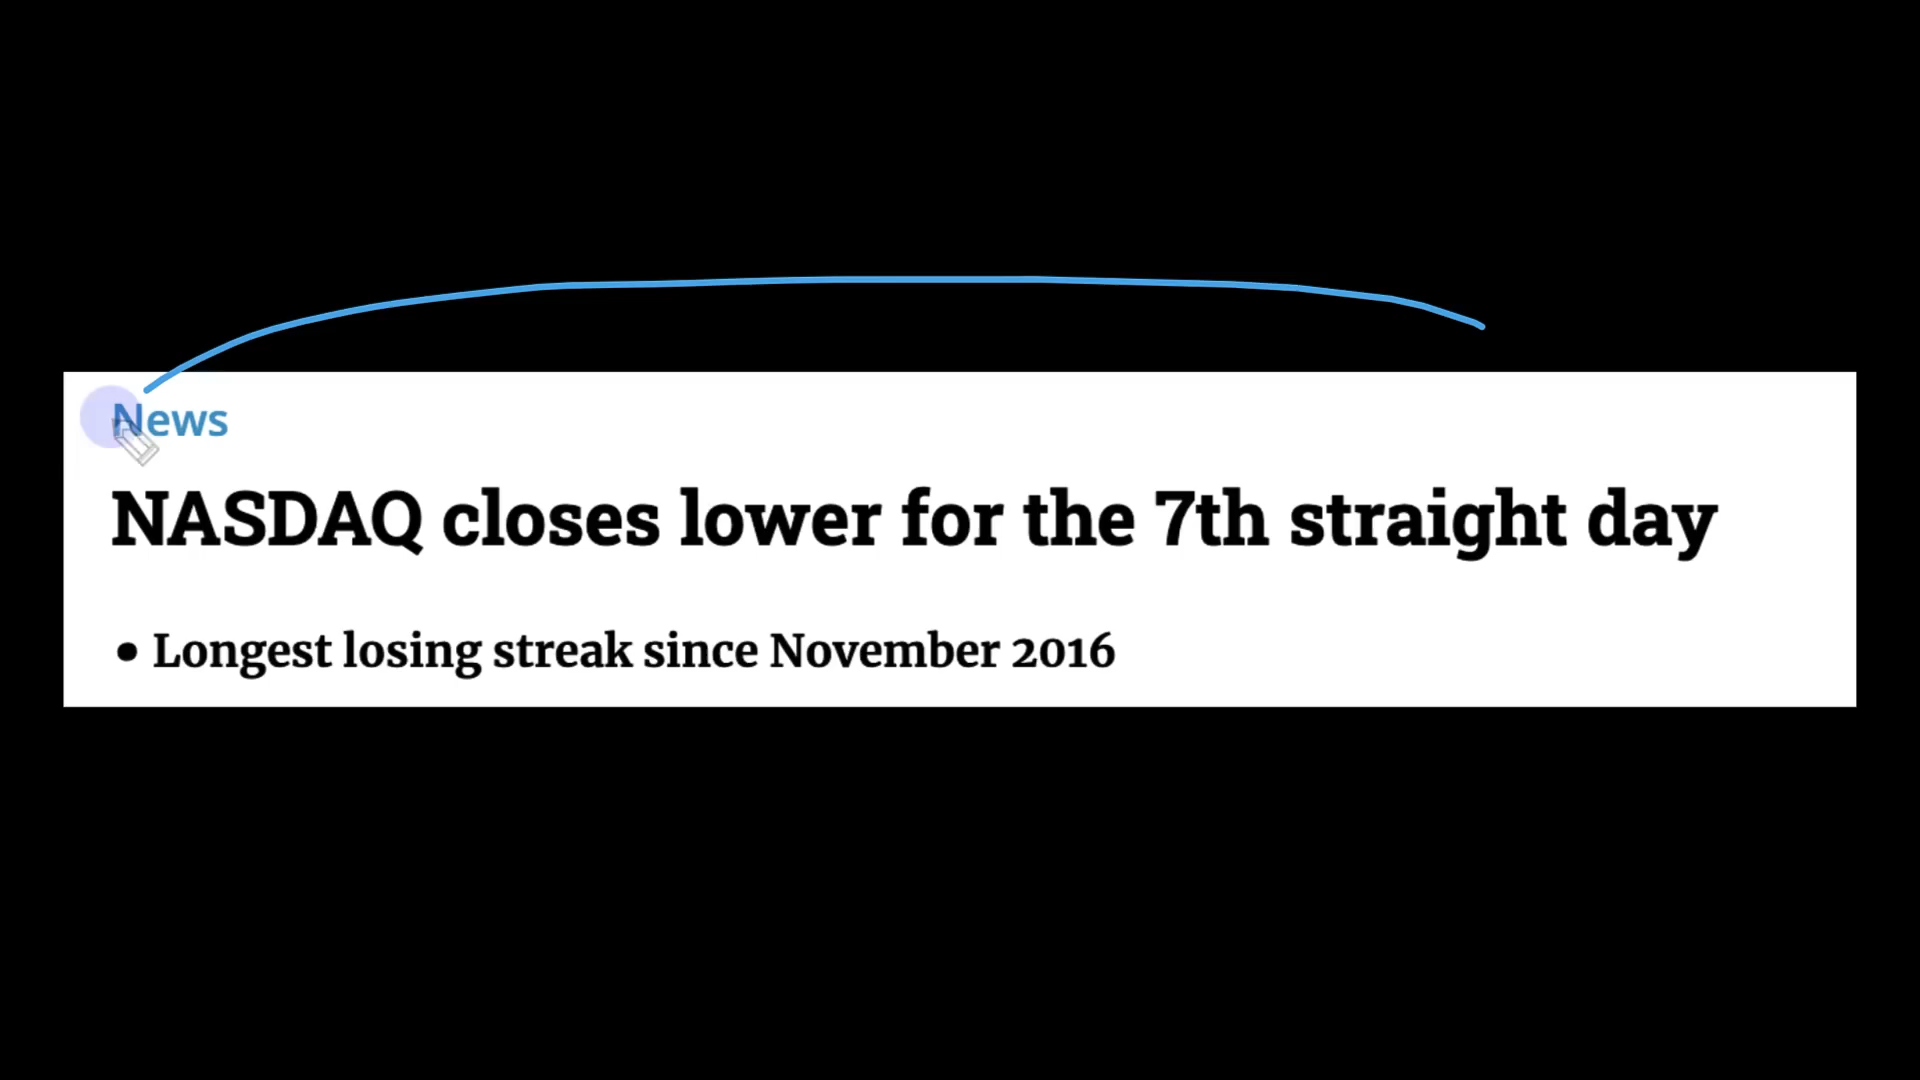 News
NASDAQ closes lower for the 7th straight day
• Longest losing streak since November 2016